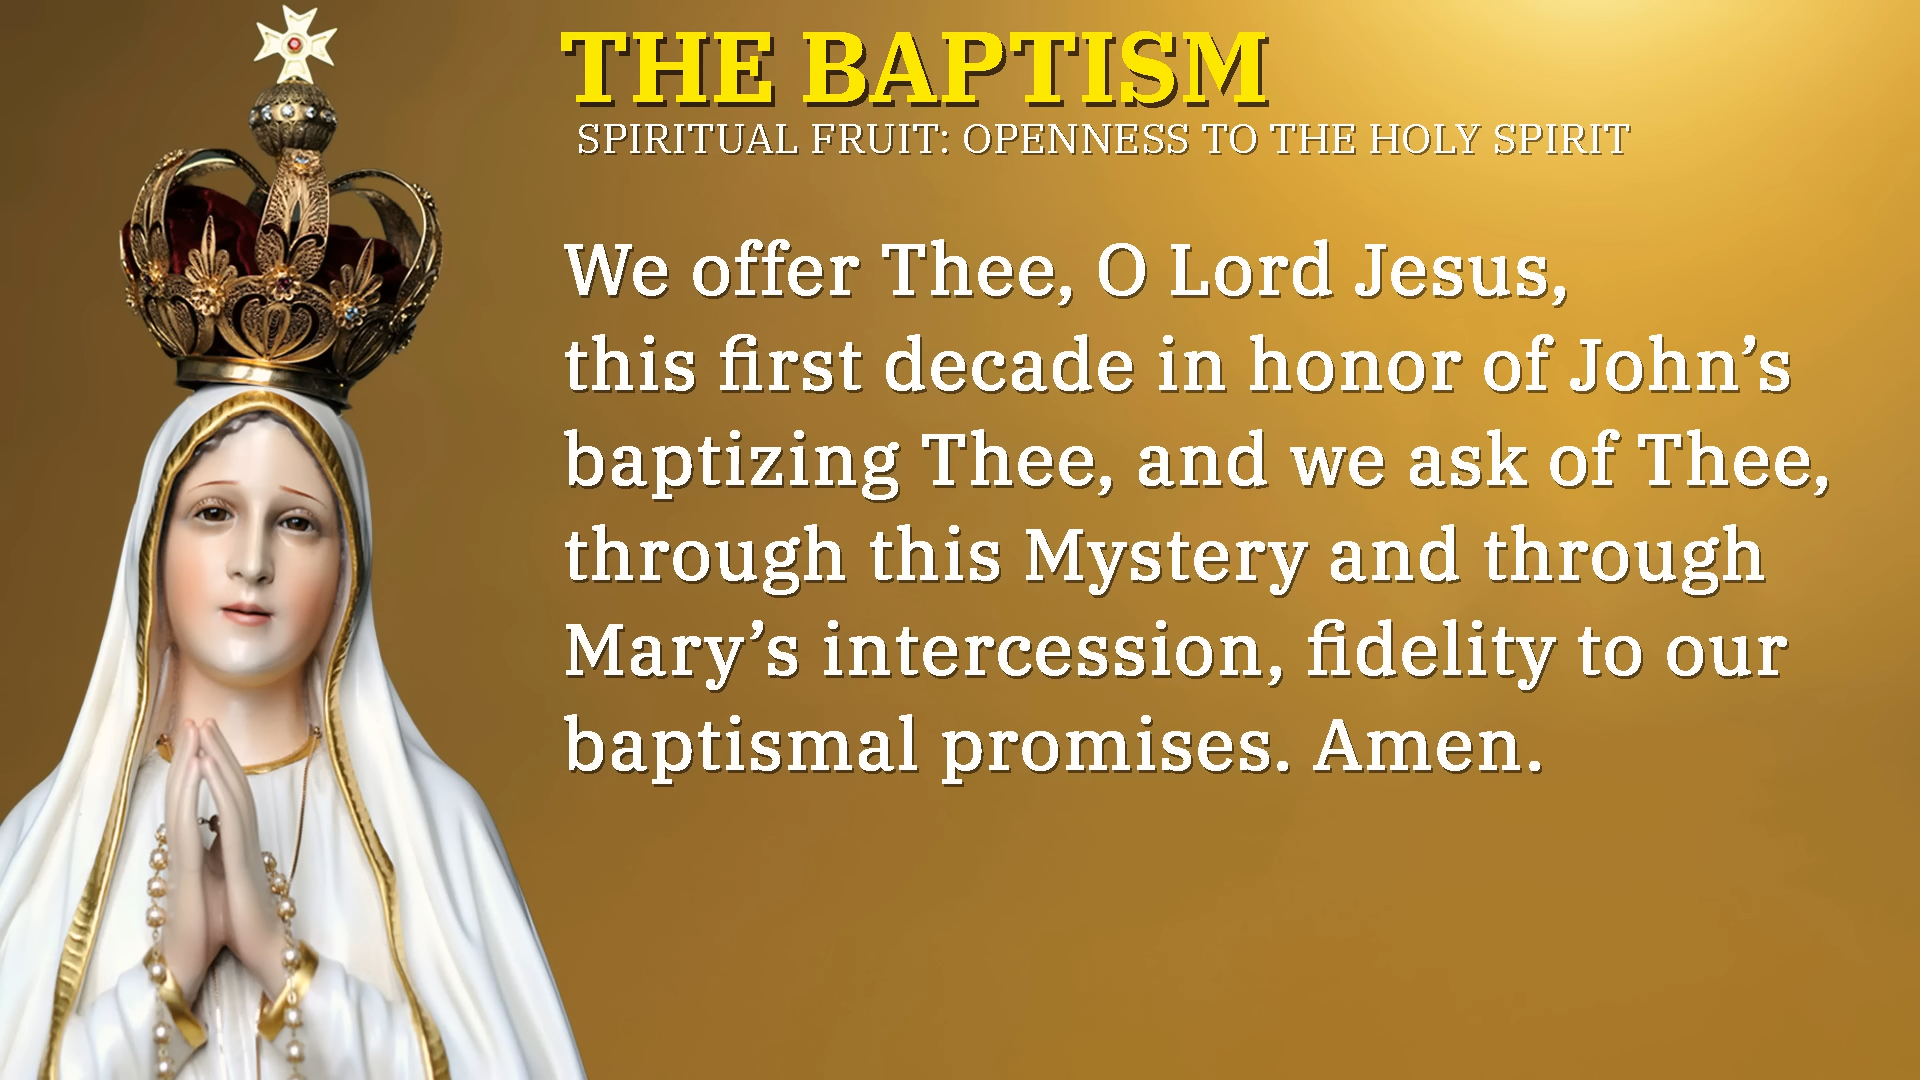 THE BAPTISM
SPIRITUAL FRUIT: OPENNESS TO THE HOLY SPIRIT
We offer Thee, O Lord Jesus,
this first decade in honor of John’s
baptizing Thee, and we ask of Thee,
through this Mystery and through
Mary’s intercession, fidelity to our
baptismal promises. Amen.